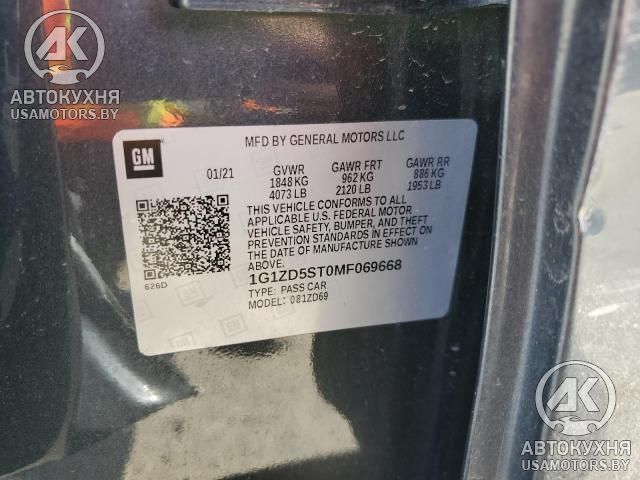 АК
АВТОКУХНЯ
USAMOTORS.BY
MFD BY GENERAL MOTORS LLC
GM
01/21 GVWR GAWR FRT GAWR RR
1848 KG 962 KG 886 KG
4073 LB 2120 LB 1953 LB
THIS VEHICLE CONFORMS TO ALL
APPLICABLE U.S. FEDERAL MOTOR
VEHICLE SAFETY, BUMPER, AND THEFT
PREVENTION STANDARDS IN EFFECT ON
THE DATE OF MANUFACTURE SHOWN
ABOVE.
626D
1G1ZD5ST0MF069668
TYPE: PASS CAR
MODEL: 081ZD69
АК
АВТОКУХНЯ
USAMOTORS.BY